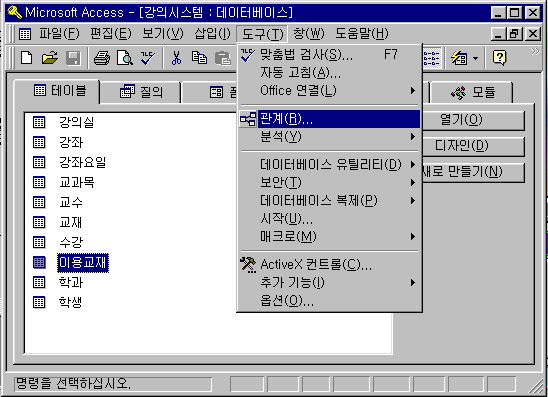 Microsoft Access - [강의시스템 : 데이터베이스]
파일(F) 편집(E) 보기(V) 삽입(I) 도구(T) 창(W) 도움말(H)
맞춤법 검사(S)... F7
자동 고침(A)...
Office 연결(L)
관계(R)...
분석(Y)
데이터베이스 유틸리티(D)
보안(T)
데이터베이스 복제(P)
시작(U)...
매크로(M)
ActiveX 컨트롤(C)...
추가 기능(I)
옵션(O)...
테이블 질의 모듈
강의실
강좌
강좌요일
교과목
교수
교재
수강
이용교재
학과
학생
열기(O)
디자인(D)
새로 만들기(N)
명령을 선택하십시오.